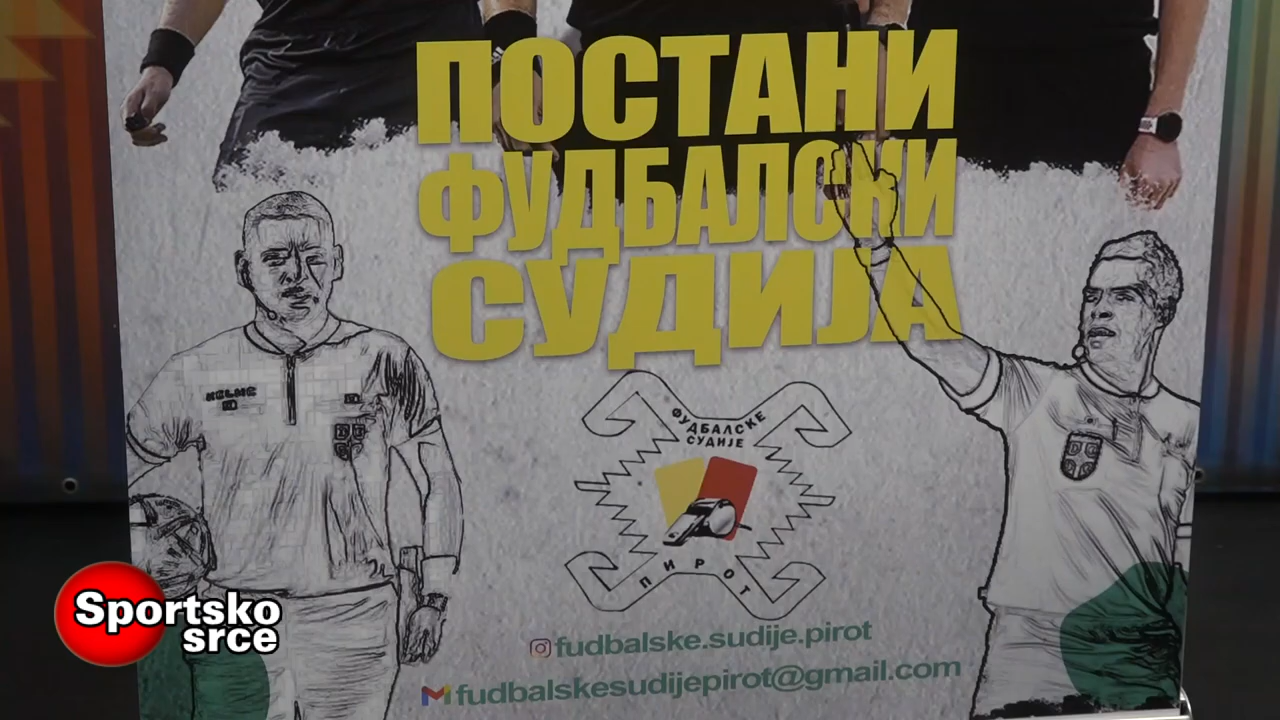 ПОСТАНИ
ФУДБАЛСКИ
СУДИЈА
ФУДБАЛСКЕ
СУДИЈЕ
ПИРОТ
fudbalske.sudije.pirot
fudbalskesudijepirot@gmail.com
Sportsko
srce